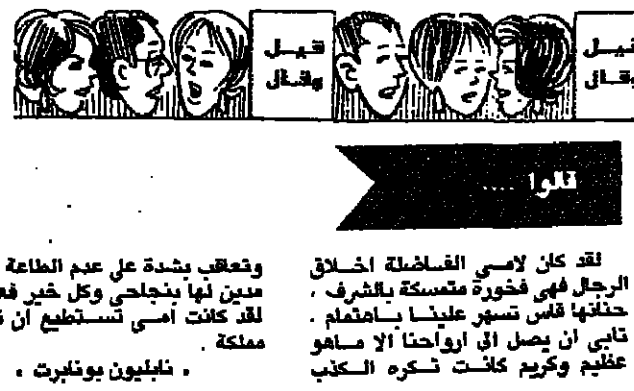 قيل
وقال
قيل
وقال
قالوا ....
لقد كان لامي الفاضلة اخلاق
الرجال فهي فخورة متمسكة بالشرف ،
حنانها قاس تسهر علينا باهتمام .
تابى ان يصل الى ارواحنا الا ماهو
عظيم وكريم كانت تكره الكذب
وتعاقب بشدة على عدم الطاعة
مدين لها بنجاحي وكل خير
لقد كانت امي تستطيع ان
مملكة .
« نابليون بونابرت »